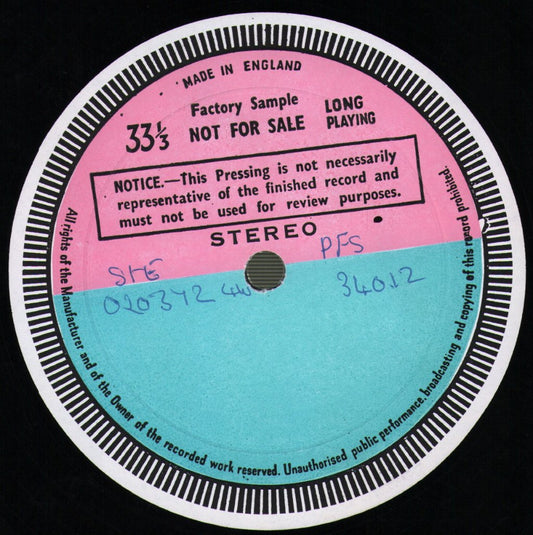 MADE IN ENGLAND
Factory Sample
NOT FOR SALE
33 1/3
LONG
PLAYING
NOTICE.—This Pressing is not necessarily
representative of the finished record and
must not be used for review purposes.
STEREO
PFS
34012
020372 4W
All rights of the Manufacturer and of the Owner of the recorded work reserved. Unauthorised public performance, broadcasting and copying of this record prohibited.